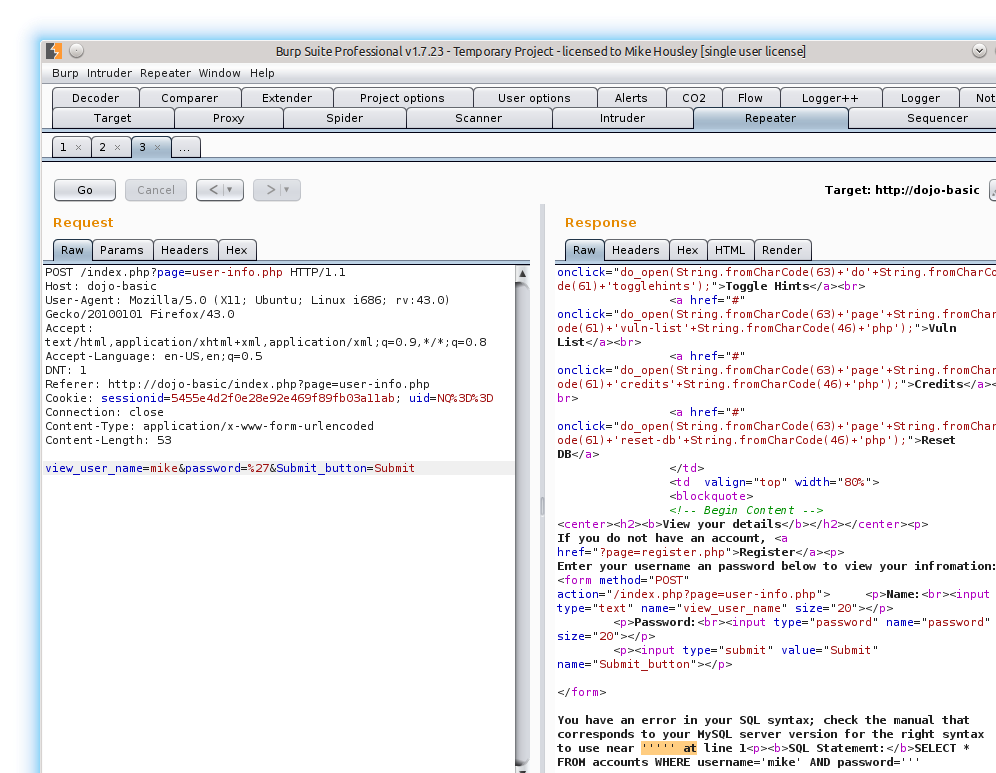 Burp Suite Professional v1.7.23 - Temporary Project - licensed to Mike Housley [single user license]
Burp Intruder Repeater Window Help
Decoder Comparer Extender Project options User options Alerts CO2 Flow Logger++ Logger Not
Target Proxy Spider Scanner Intruder Repeater Sequencer
1 × 2 × 3 × ...
Go Cancel < | ▼ > | ▼ Target: http://dojo-basic
Request
Raw Params Headers Hex
POST /index.php?page=user-info.php HTTP/1.1
Host: dojo-basic
User-Agent: Mozilla/5.0 (X11; Ubuntu; Linux i686; rv:43.0)
Gecko/20100101 Firefox/43.0
Accept:
text/html,application/xhtml+xml,application/xml;q=0.9,*/*;q=0.8
Accept-Language: en-US,en;q=0.5
DNT: 1
Referer: http://dojo-basic/index.php?page=user-info.php
Cookie: sessionid=5455e4d2f0e28e92e469f89fb03a11ab; uid=NQ%3D%3D
Connection: close
Content-Type: application/x-www-form-urlencoded
Content-Length: 53
view_user_name=mike&password=%27&Submit_button=Submit
Response
Raw Headers Hex HTML Render
onclick="do_open(String.fromCharCode(63)+'do'+String.fromCharCo
de(61)+'togglehints');">Toggle Hints</a><br>
<a href="#"
onclick="do_open(String.fromCharCode(63)+'page'+String.fromChar
ode(61)+'vuln-list'+String.fromCharCode(46)+'php');">Vuln
List</a><br>
<a href="#"
onclick="do_open(String.fromCharCode(63)+'page'+String.fromChar
ode(61)+'credits'+String.fromCharCode(46)+'php');">Credits</a><
br>
<a href="#"
onclick="do_open(String.fromCharCode(63)+'page'+String.fromChar
ode(61)+'reset-db'+String.fromCharCode(46)+'php');">Reset
DB</a>
</td>
<td  valign="top" width="80%">
<blockquote>
<!-- Begin Content -->
<center><h2><b>View your details</b></h2></center><p>
If you do not have an account, <a
href="?page=register.php">Register</a><p>
Enter your username an password below to view your infromation:
<form method="POST"
action="/index.php?page=user-info.php"> <p>Name:<br><input
type="text" name="view_user_name" size="20"></p>
<p>Password:<br><input type="password" name="password"
size="20"></p>
<p><input type="submit" value="Submit"
name="Submit_button"></p>
</form>
You have an error in your SQL syntax; check the manual that
corresponds to your MySQL server version for the right syntax
to use near ''''' at line 1<p><b>SQL Statement:</b>SELECT *
FROM accounts WHERE username='mike' AND password='''